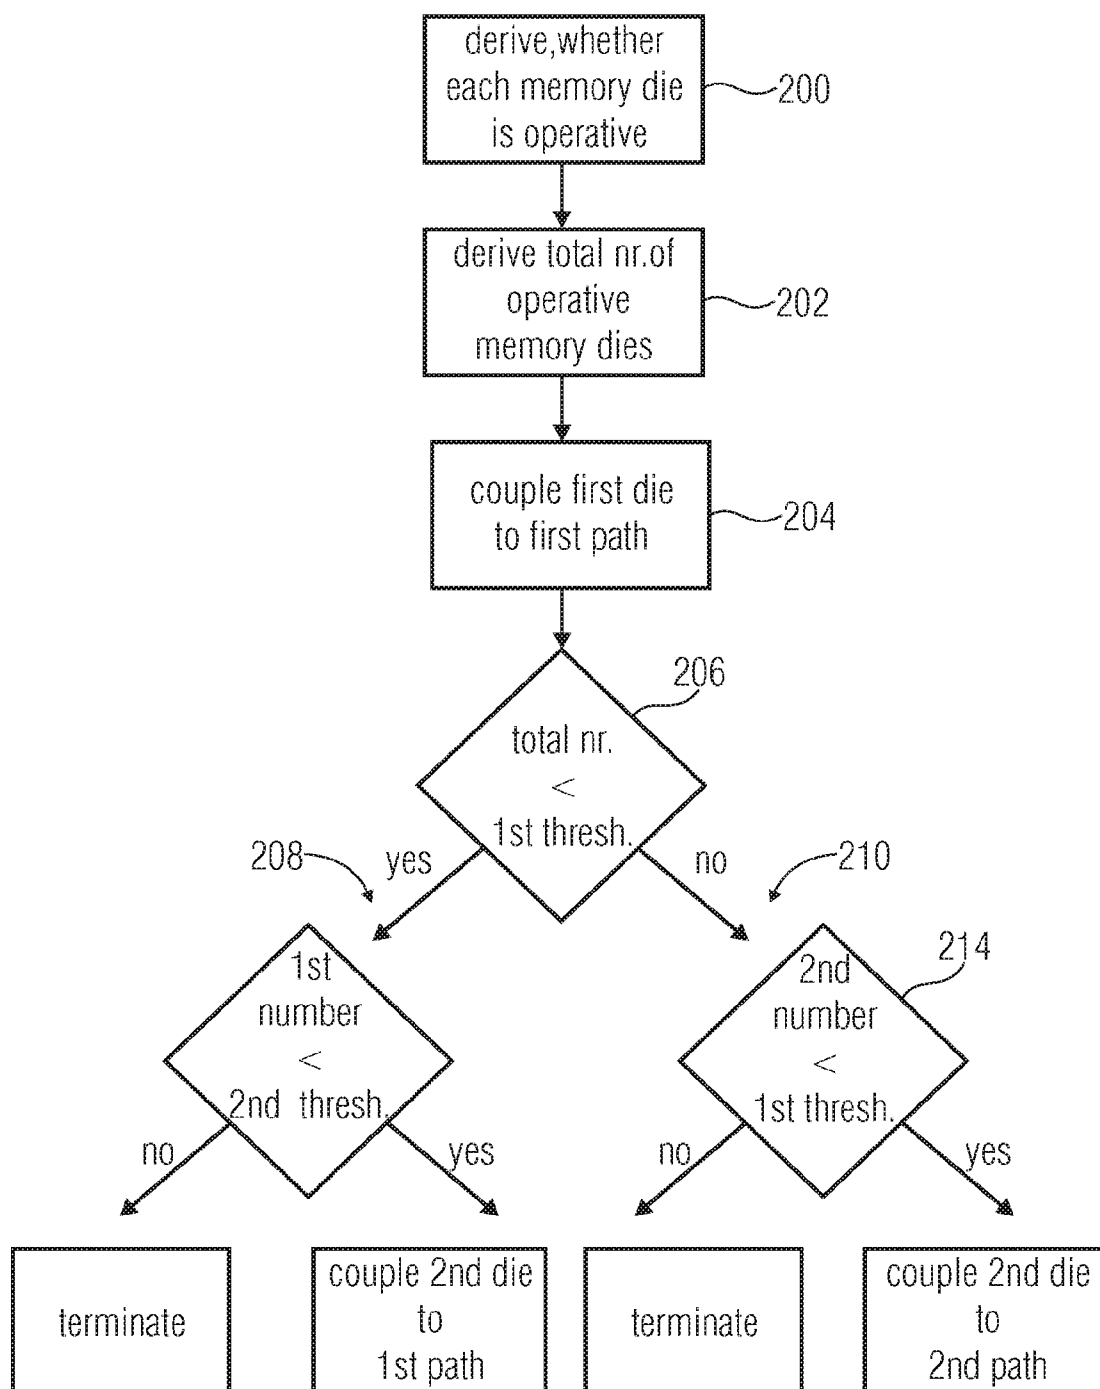 derive,whether
each memory die
is operative
200
derive total nr.of
operative
memory dies
202
couple first die
to first path
204
206
total nr.
<
1st thresh.
208
yes
no
210
1st
number
<
2nd thresh.
214
2nd
number
<
1st thresh.
no
yes
no
yes
terminate
couple 2nd die
to
1st path
terminate
couple 2nd die
to
2nd path